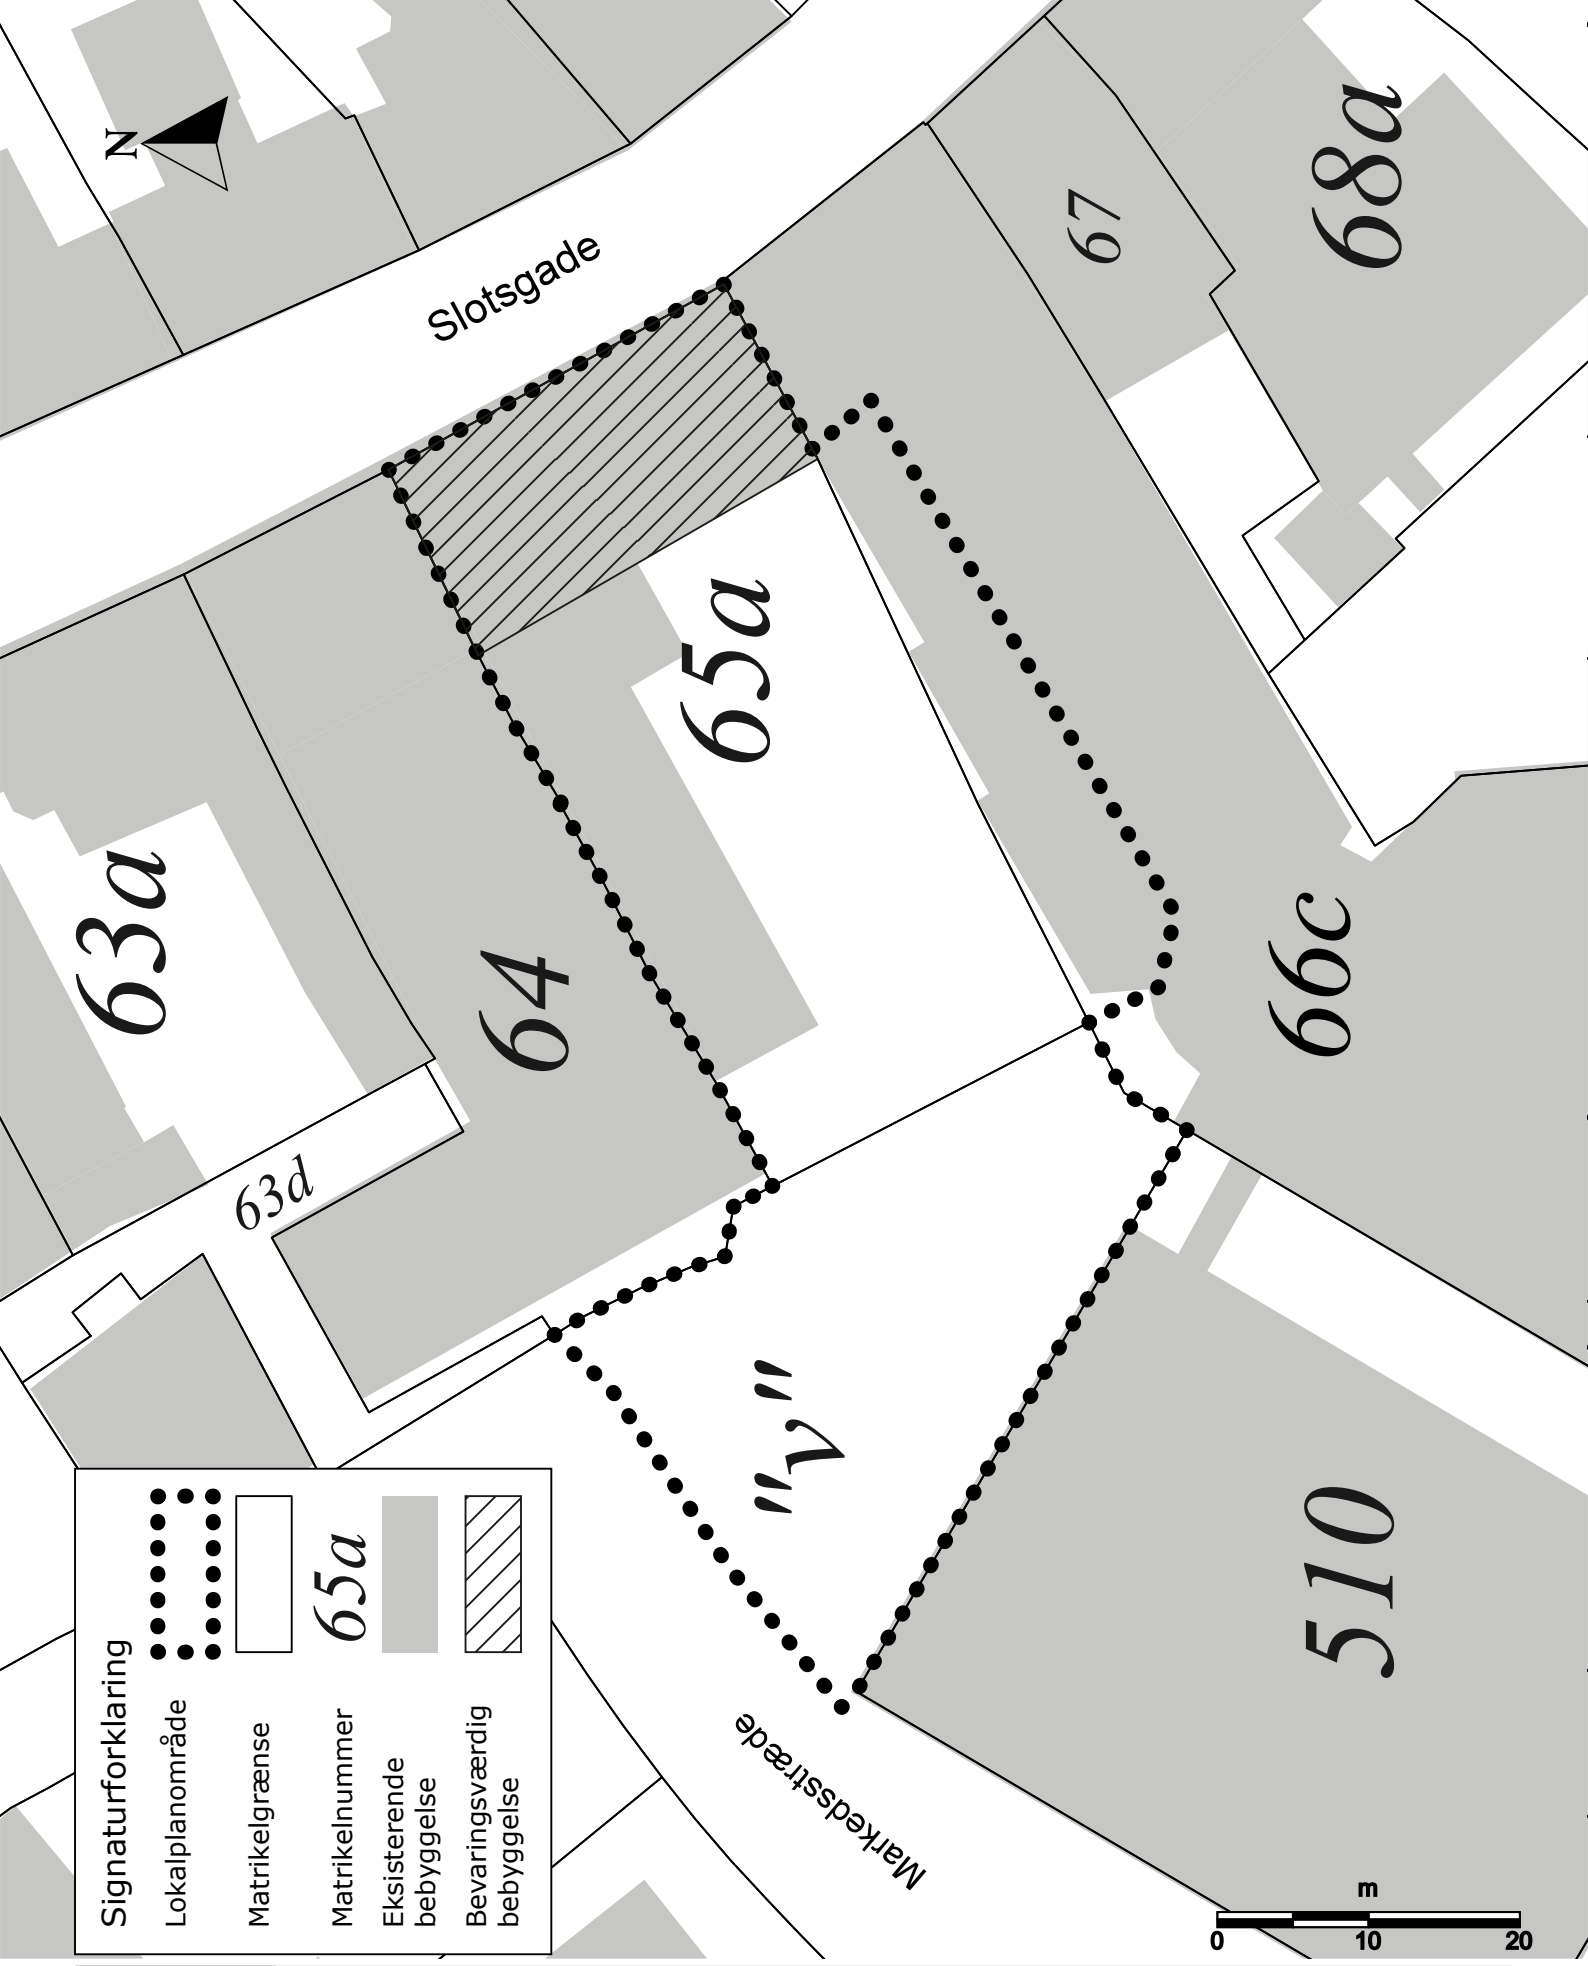 N
Slotsgade
67
68a
65a
63a
64
66c
63d
"v"
510
Markedsstræde
Signaturforklaring
Lokalplanområde
Matrikelgrænse
Matrikelnummer
65a
Eksisterende
bebyggelse
Bevaringsværdig
bebyggelse
m
0 10 20